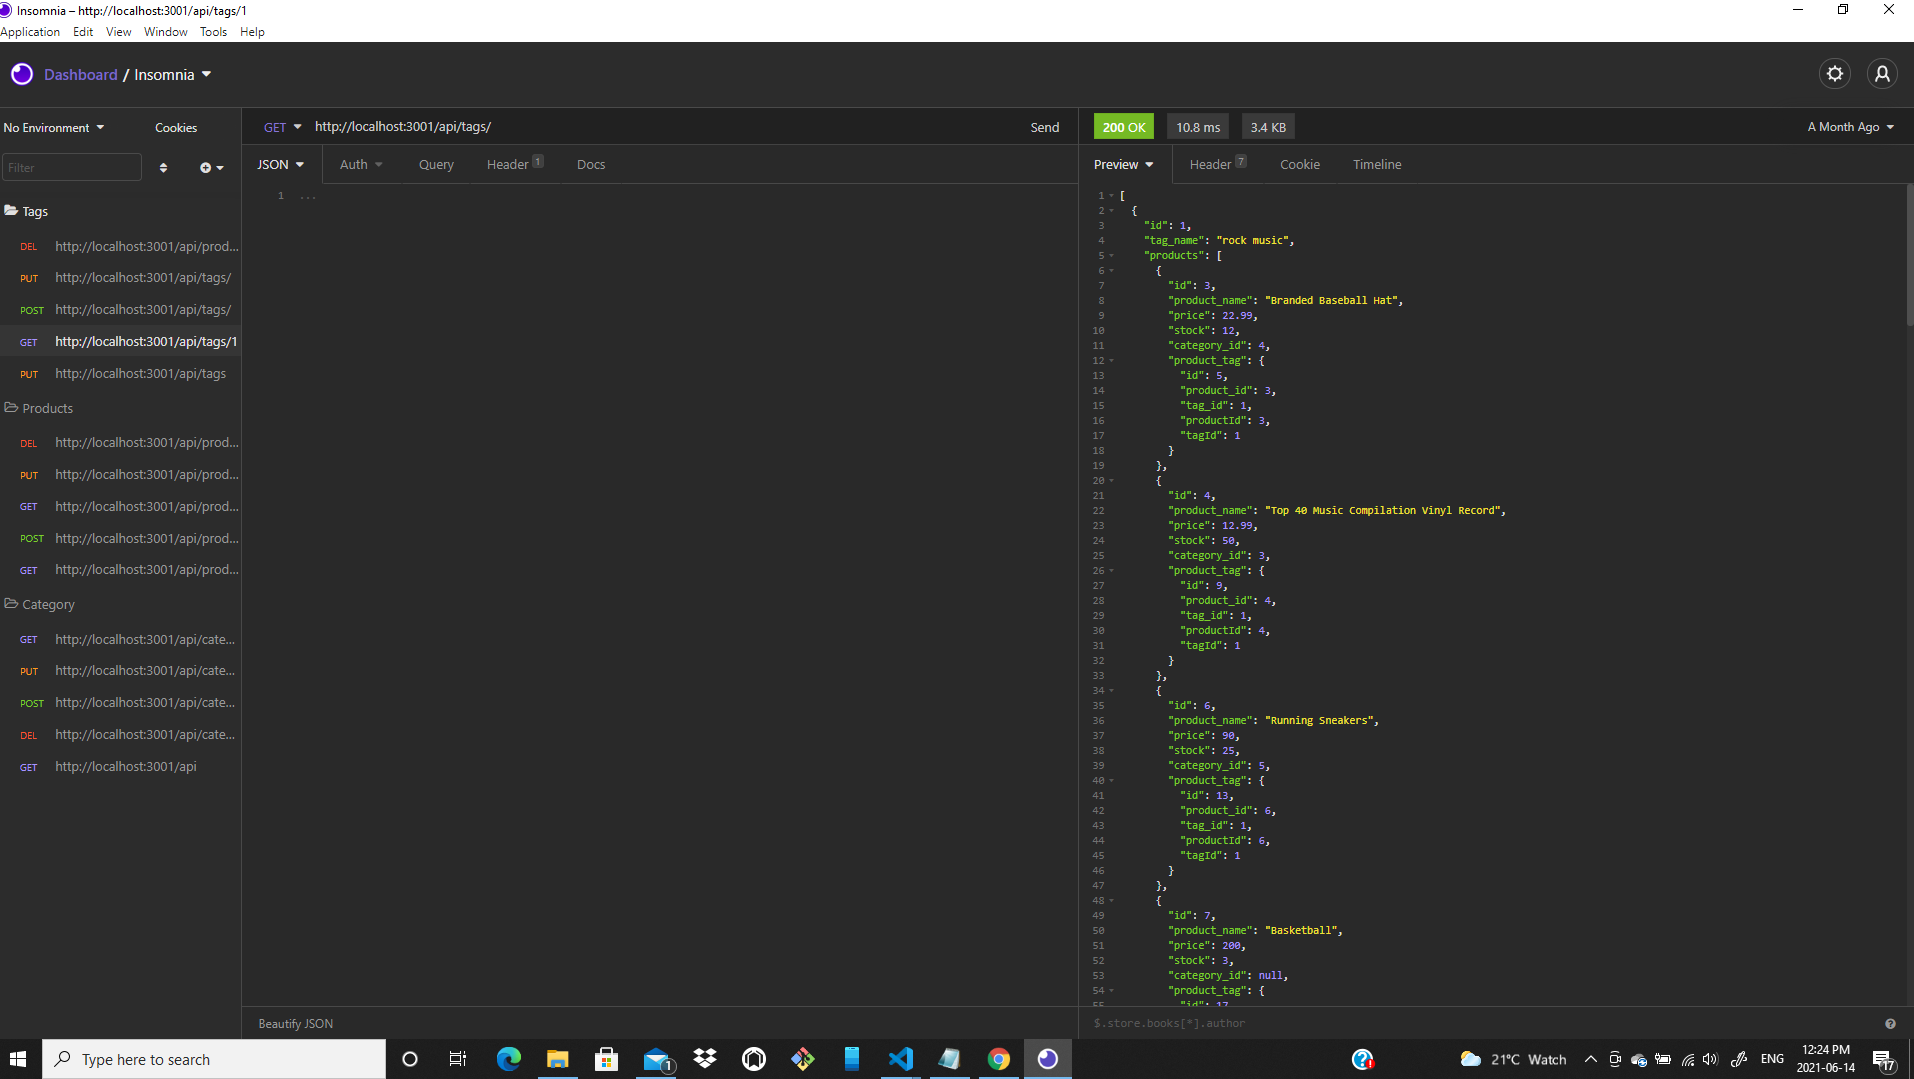 Insomnia – http://localhost:3001/api/tags/1
Application Edit View Window Tools Help
Dashboard / Insomnia
No Environment Cookies
Filter
Tags
DEL http://localhost:3001/api/prod...
PUT http://localhost:3001/api/tags/
POST http://localhost:3001/api/tags/
GET http://localhost:3001/api/tags/1
PUT http://localhost:3001/api/tags
Products
DEL http://localhost:3001/api/prod...
PUT http://localhost:3001/api/prod...
GET http://localhost:3001/api/prod...
POST http://localhost:3001/api/prod...
GET http://localhost:3001/api/prod...
Category
GET http://localhost:3001/api/cate...
PUT http://localhost:3001/api/cate...
POST http://localhost:3001/api/cate...
DEL http://localhost:3001/api/cate...
GET http://localhost:3001/api
GET http://localhost:3001/api/tags/ Send
JSON Auth Query Header 1 Docs
1 ...
Beautify JSON
200 OK 10.8 ms 3.4 KB A Month Ago
Preview Header 7 Cookie Timeline
1 [
2 {
3 "id": 1,
4 "tag_name": "rock music",
5 "products": [
6 {
7 "id": 3,
8 "product_name": "Branded Baseball Hat",
9 "price": 22.99,
10 "stock": 12,
11 "category_id": 4,
12 "product_tag": {
13 "id": 5,
14 "product_id": 3,
15 "tag_id": 1,
16 "productId": 3,
17 "tagId": 1
18 }
19 },
20 {
21 "id": 4,
22 "product_name": "Top 40 Music Compilation Vinyl Record",
23 "price": 12.99,
24 "stock": 50,
25 "category_id": 3,
26 "product_tag": {
27 "id": 9,
28 "product_id": 4,
29 "tag_id": 1,
30 "productId": 4,
31 "tagId": 1
32 }
33 },
34 {
35 "id": 6,
36 "product_name": "Running Sneakers",
37 "price": 90,
38 "stock": 25,
39 "category_id": 5,
40 "product_tag": {
41 "id": 13,
42 "product_id": 6,
43 "tag_id": 1,
44 "productId": 6,
45 "tagId": 1
46 }
47 },
48 {
49 "id": 7,
50 "product_name": "Basketball",
51 "price": 200,
52 "stock": 3,
53 "category_id": null,
54 "product_tag": {
55 "id": 17,
$.store.books[*].author
Type here to search
1
21°C Watch
ENG
12:24 PM
2021-06-14
17